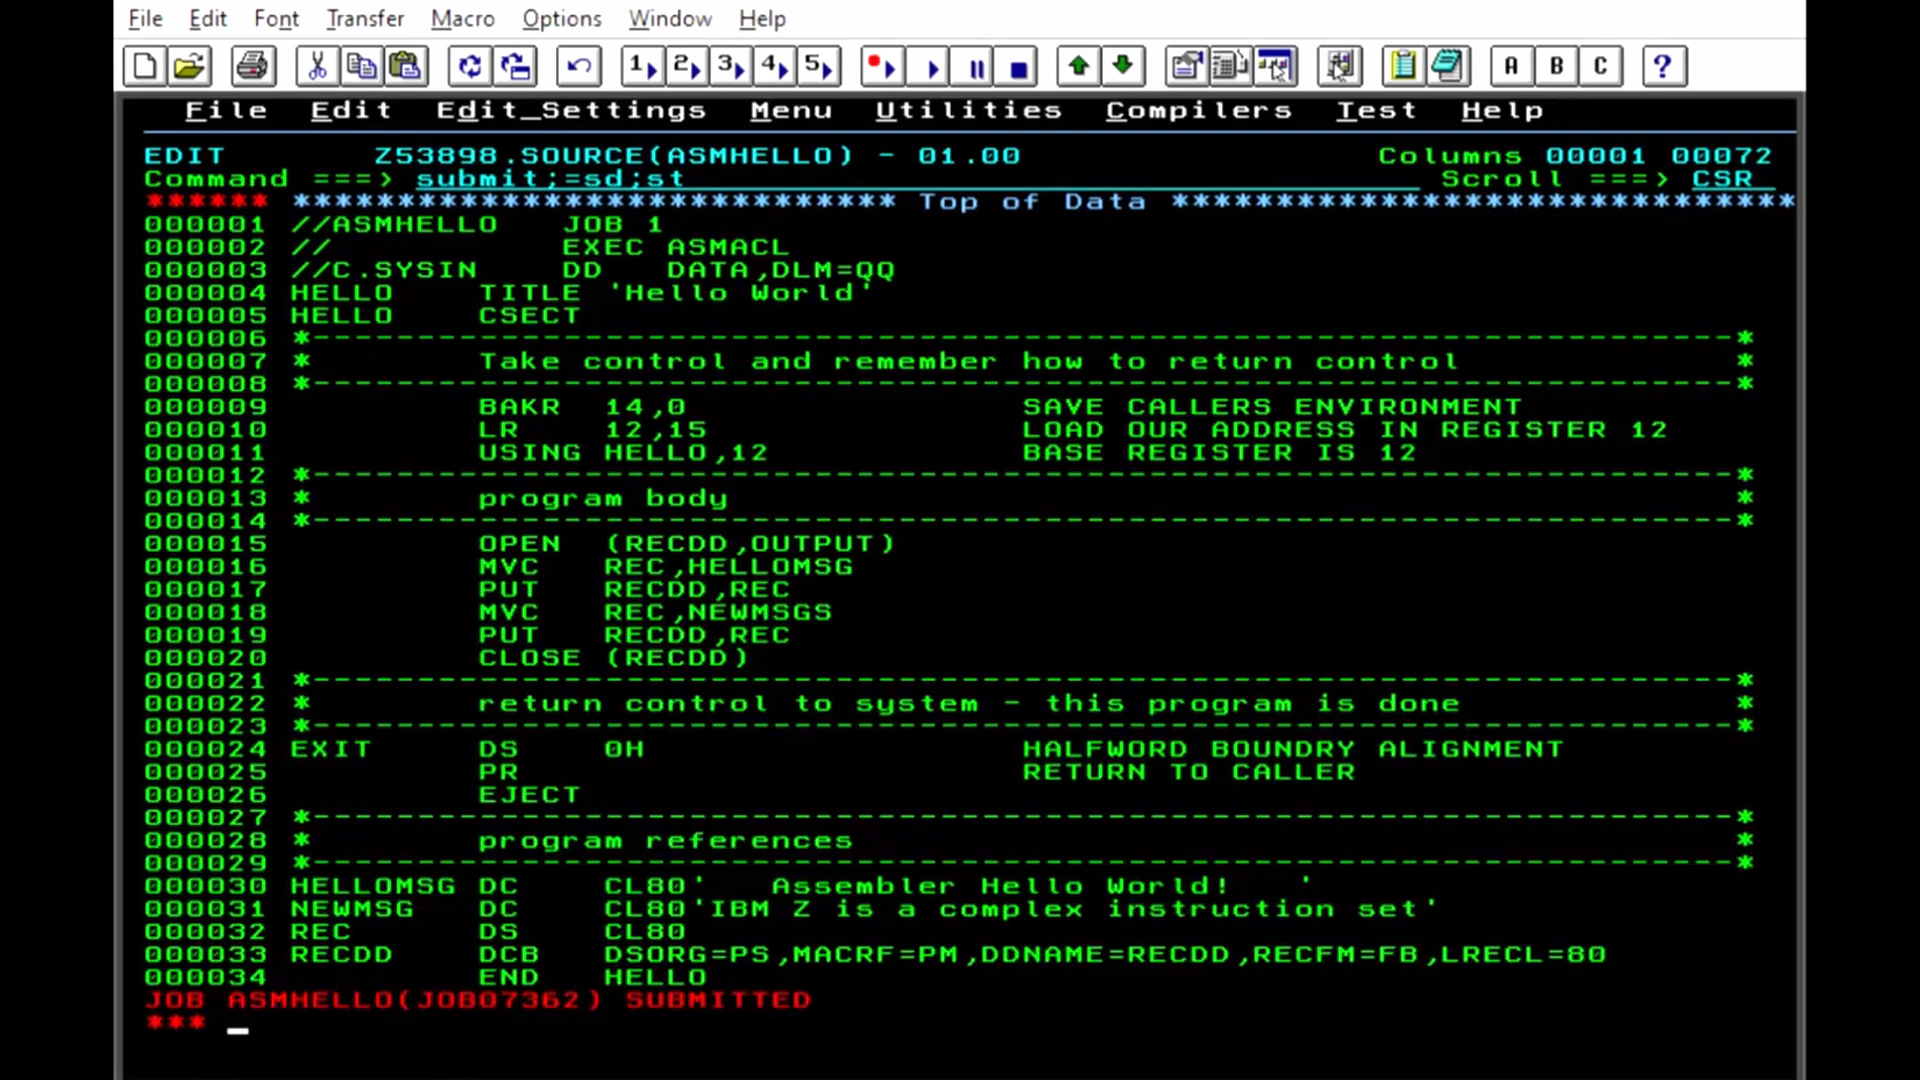 File Edit Font Transfer Macro Options Window Help
1 2 3 4 5 A B C ?
File Edit Edit_Settings Menu Utilities Compilers Test Help
EDIT Z53898.SOURCE(ASMHELLO) - 01.00 Columns 00001 00072
Command ===> submit;=sd;st Scroll ===> CSR
****** ***************************** Top of Data ******************************
000001 //ASMHELLO JOB 1
000002 // EXEC ASMACL
000003 //C.SYSIN DD DATA,DLM=QQ
000004 HELLO TITLE 'Hello World'
000005 HELLO CSECT
000006 *--------------------------------------------------------------------*
000007 * Take control and remember how to return control *
000008 *--------------------------------------------------------------------*
000009 BAKR 14,0 SAVE CALLERS ENVIRONMENT
000010 LR 12,15 LOAD OUR ADDRESS IN REGISTER 12
000011 USING HELLO,12 BASE REGISTER IS 12
000012 *--------------------------------------------------------------------*
000013 * program body *
000014 *--------------------------------------------------------------------*
000015 OPEN (RECDD,OUTPUT)
000016 MVC REC,HELLOMSG
000017 PUT RECDD,REC
000018 MVC REC,NEWMSGS
000019 PUT RECDD,REC
000020 CLOSE (RECDD)
000021 *--------------------------------------------------------------------*
000022 * return control to system - this program is done *
000023 *--------------------------------------------------------------------*
000024 EXIT DS 0H HALFWORD BOUNDRY ALIGNMENT
000025 PR RETURN TO CALLER
000026 EJECT
000027 *--------------------------------------------------------------------*
000028 * program references *
000029 *--------------------------------------------------------------------*
000030 HELLOMSG DC CL80'   Assembler Hello World!   '
000031 NEWMSG DC CL80'IBM Z is a complex instruction set'
000032 REC DS CL80
000033 RECDD DCB DSORG=PS,MACRF=PM,DDNAME=RECDD,RECFM=FB,LRECL=80
000034 END HELLO
JOB ASMHELLO(JOB07362) SUBMITTED
*** _